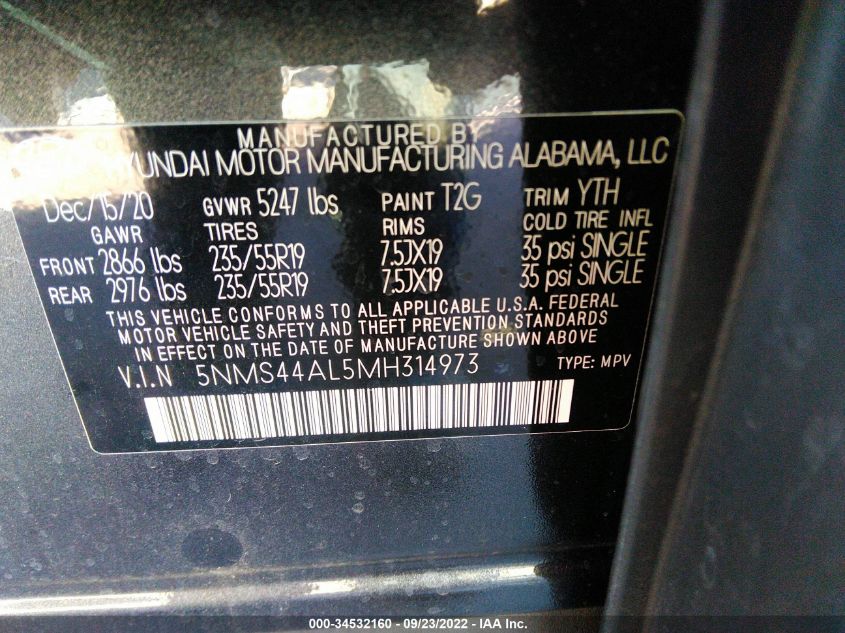 MANUFACTURED BY
HYUNDAI MOTOR MANUFACTURING ALABAMA, LLC
Dec/15/20 GVWR 5247 lbs PAINT T2G TRIM YTH
GAWR TIRES RIMS COLD TIRE INFL
FRONT 2866 lbs 235/55R19 7.5JX19 35 psi SINGLE
REAR 2976 lbs 235/55R19 7.5JX19 35 psi SINGLE
THIS VEHICLE CONFORMS TO ALL APPLICABLE U.S.A. FEDERAL
MOTOR VEHICLE SAFETY AND THEFT PREVENTION STANDARDS
IN EFFECT ON THE DATE OF MANUFACTURE SHOWN ABOVE.
V.I.N 5NMS44AL5MH314973 TYPE: MPV
000-34532160 - 09/23/2022 - IAA Inc.